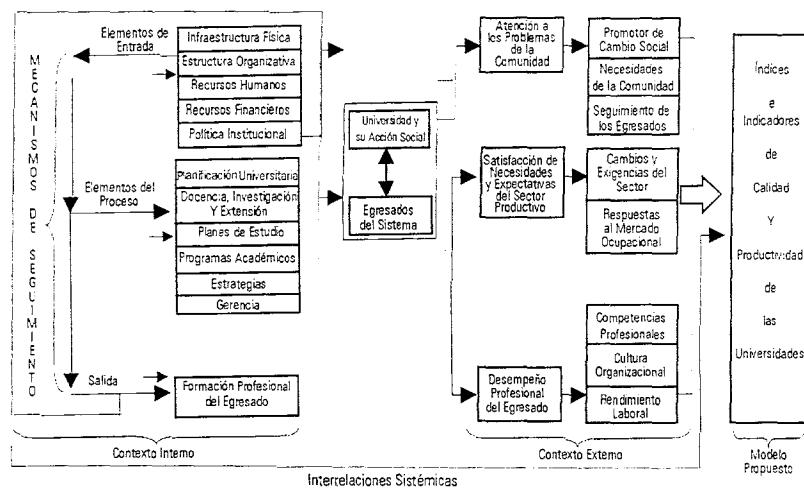 MECANISMOS DE SEGUIMIENTO
Elementos de
Entrada
Infraestructura Física
Estructura Organizativa
Recursos Humanos
Recursos Financieros
Política Institucional
Elementos del
Proceso
Planificación Universitaria
Docencia, Investigación
Y Extensión
Planes de Estudio
Programas Académicos
Estrategias
Gerencia
Salida
Formación Profesional
del Egresado
Contexto Interno
Universidad y
su Acción Social
Egresados
del Sistema
Atención a
los Problemas
de la
Comunidad
Promotor de
Cambio Social
Necesidades
de la Comunidad
Seguimiento de
los Egresados
Satisfacción de
Necesidades
y Expectativas
del Sector
Productivo
Cambios y
Exigencias del
Sector
Respuestas
al Mercado
Ocupacional
Desempeño
Profesional
del Egresado
Competencias
Profesionales
Cultura
Organizacional
Rendimiento
Laboral
Contexto Externo
Índices
e
Indicadores
de
Calidad
Y
Productividad
de
las
Universidades
Modelo
Propuesto
Interrelaciones Sistémicas